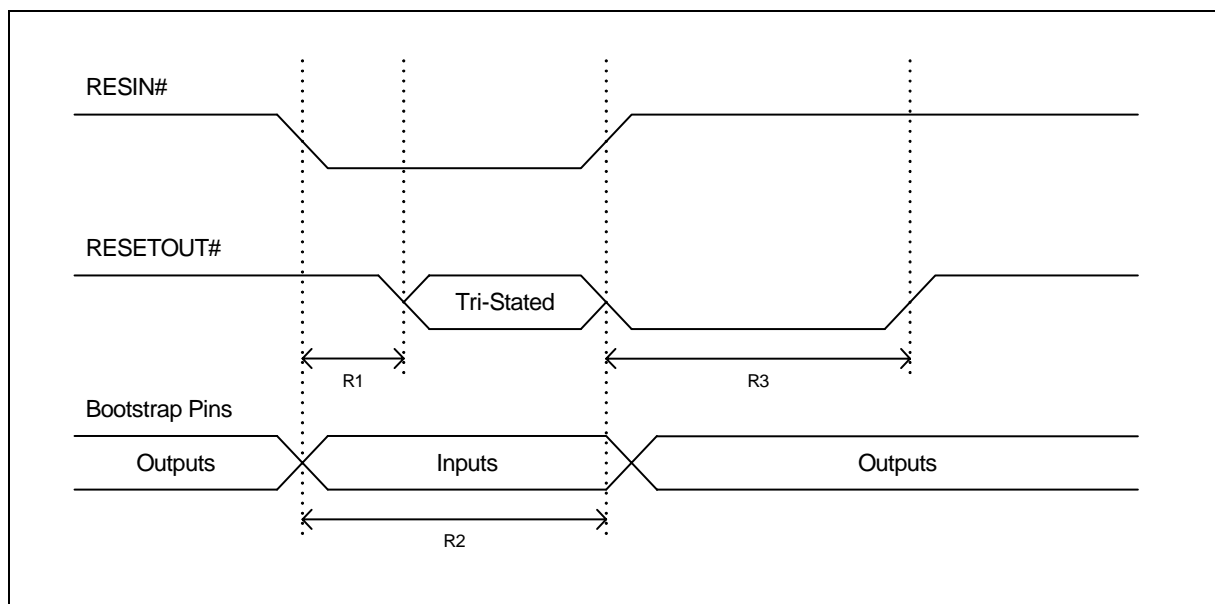 RESIN#
RESETOUT#
Tri-Stated
R1
R3
Bootstrap Pins
Outputs
Inputs
Outputs
R2